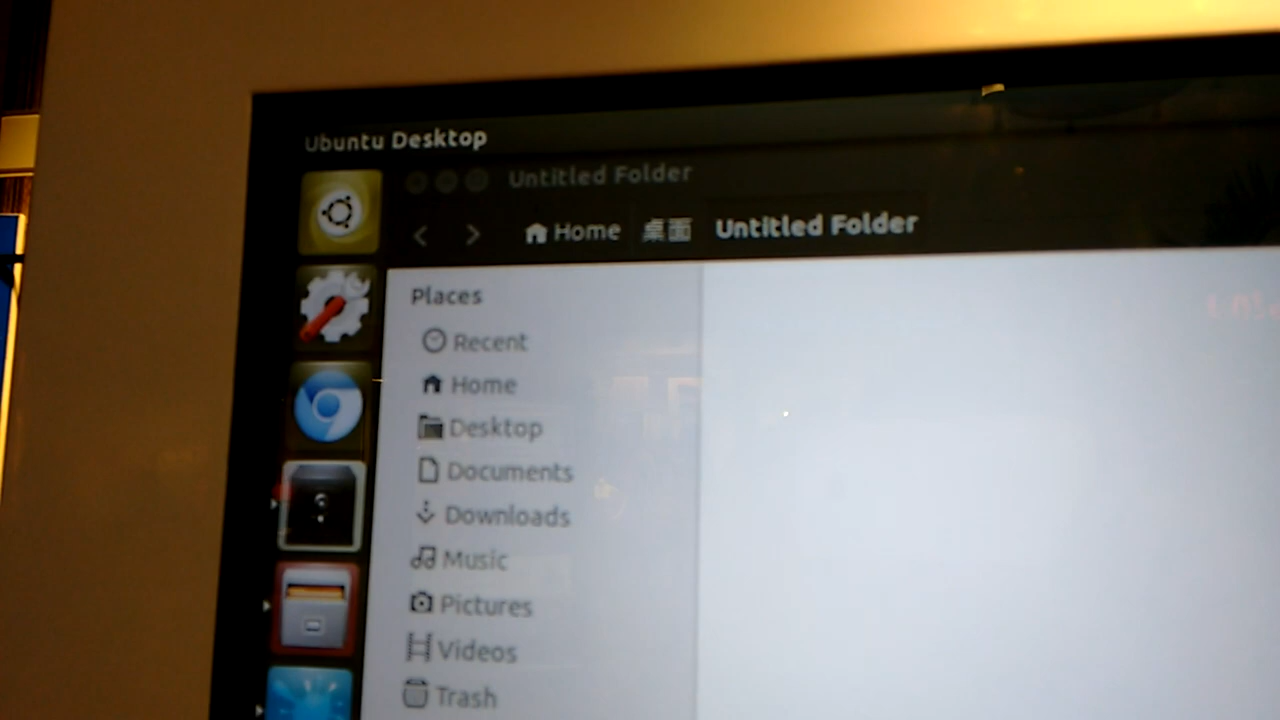 Ubuntu Desktop
Untitled Folder
Home 桌面 Untitled Folder
Places
Recent
Home
Desktop
Documents
Downloads
Music
Pictures
Videos
Trash